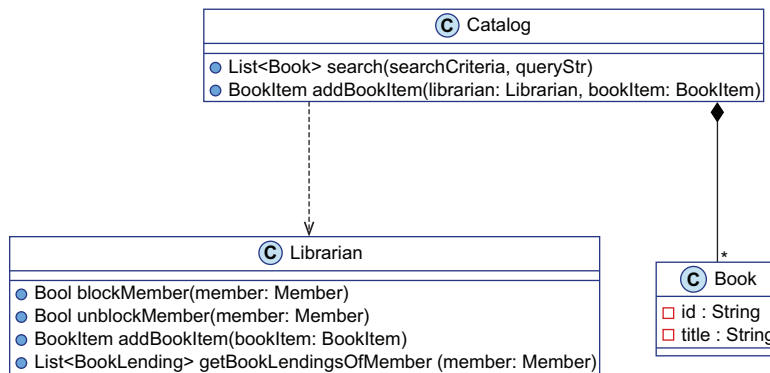 C Catalog
List<Book> search(searchCriteria, queryStr)
BookItem addBookItem(librarian: Librarian, bookItem: BookItem)
*
C Librarian
Bool blockMember(member: Member)
Bool unblockMember(member: Member)
BookItem addBookItem(bookItem: BookItem)
List<BookLending> getBookLendingsOfMember (member: Member)
C Book
id : String
title : String